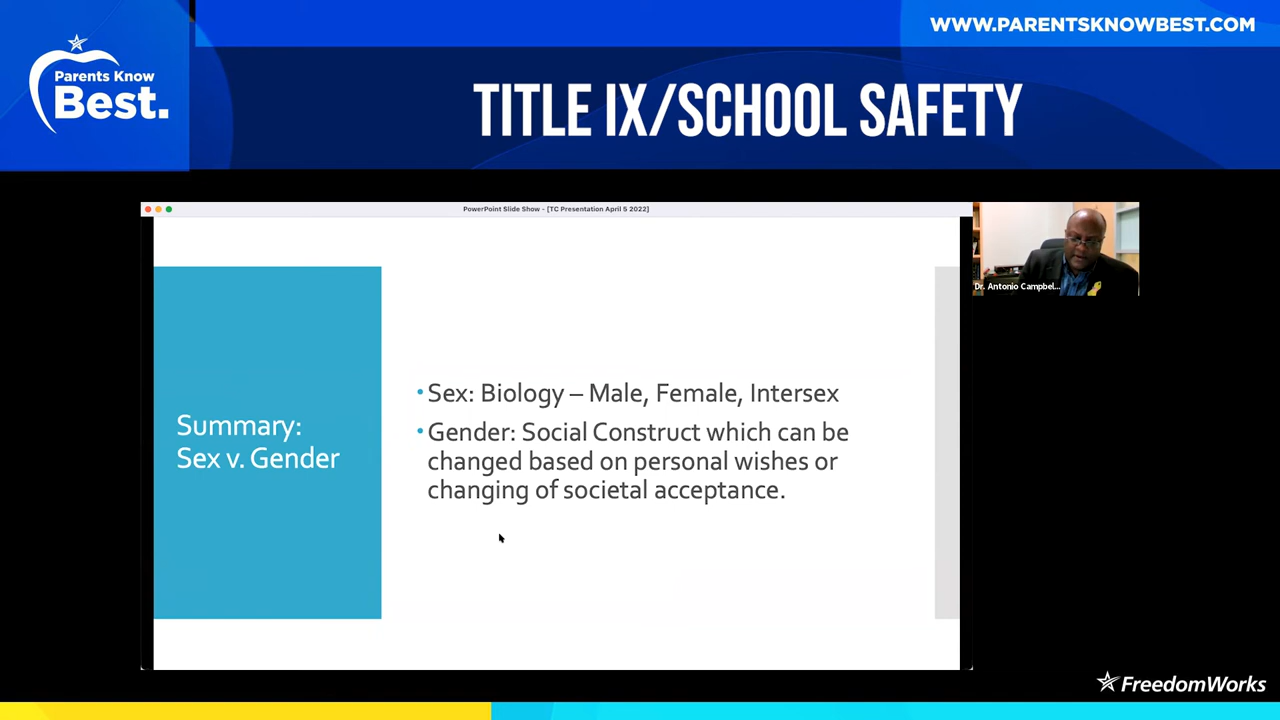 WWW.PARENTSKNOWBEST.COM
Parents Know
Best.
TITLE IX/SCHOOL SAFETY
PowerPoint Slide Show - [TC Presentation April 5 2022]
Dr. Antonio Campbel...
Summary:
Sex v. Gender
• Sex: Biology – Male, Female, Intersex
• Gender: Social Construct which can be
changed based on personal wishes or
changing of societal acceptance.
FreedomWorks